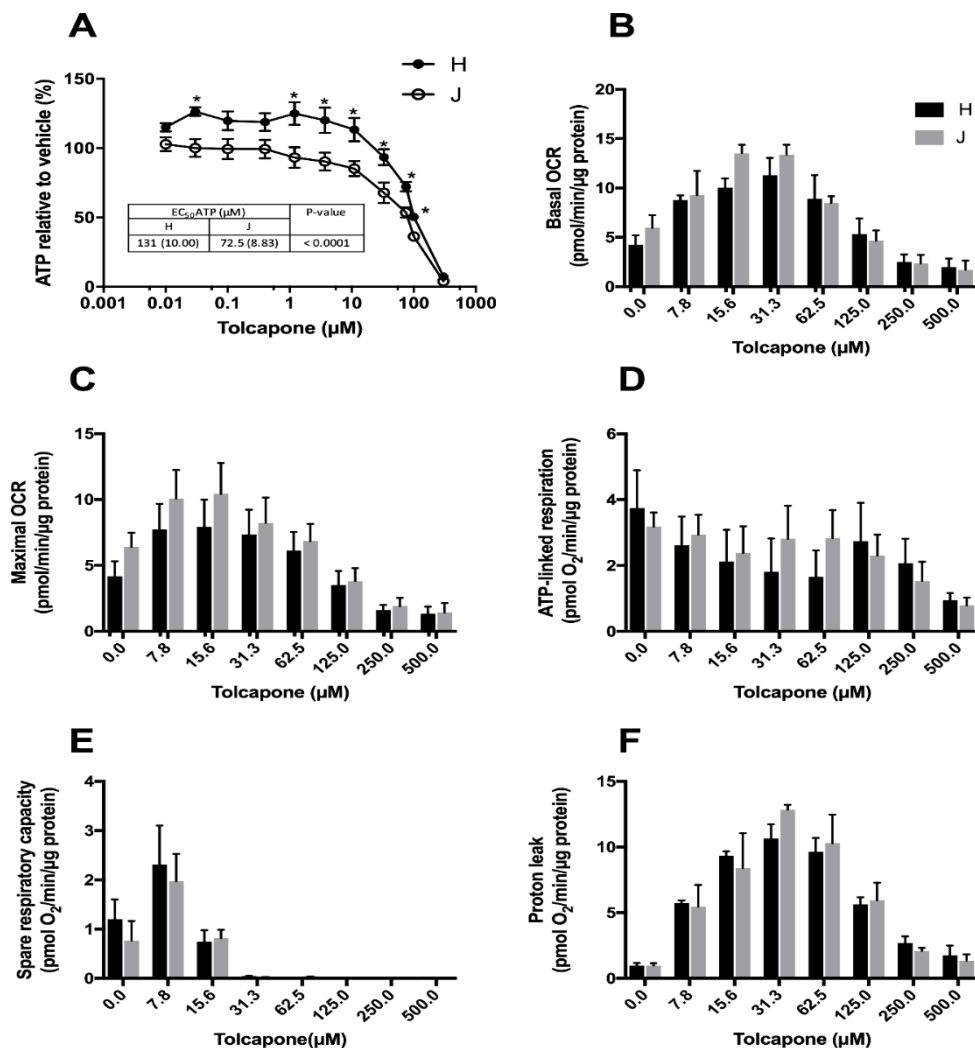 A
H
J
ATP relative to vehicle (%)
150
100
50
0
EC₅₀ATP (µM) P-value
H J
131 (10.00) 72.5 (8.83) < 0.0001
* * * * * * *
0.001 0.01 0.1 1 10 100 1000
Tolcapone (µM)
B
H
J
Basal OCR
(pmol/min/µg protein)
20
15
10
5
0
0.0 7.8 15.6 31.3 62.5 125.0 250.0 500.0
Tolcapone (µM)
C
Maximal OCR
(pmol/min/µg protein)
15
10
5
0
0.0 7.8 15.6 31.3 62.5 125.0 250.0 500.0
Tolcapone (µM)
D
ATP-linked respiration
(pmol O₂/min/µg protein)
6
4
2
0
0.0 7.8 15.6 31.3 62.5 125.0 250.0 500.0
Tolcapone (µM)
E
Spare respiratory capacity
(pmol O₂/min/µg protein)
4
3
2
1
0
0.0 7.8 15.6 31.3 62.5 125.0 250.0 500.0
Tolcapone(µM)
F
Proton leak
(pmol O₂/min/µg protein)
15
10
5
0
0.0 7.8 15.6 31.3 62.5 125.0 250.0 500.0
Tolcapone (µM)